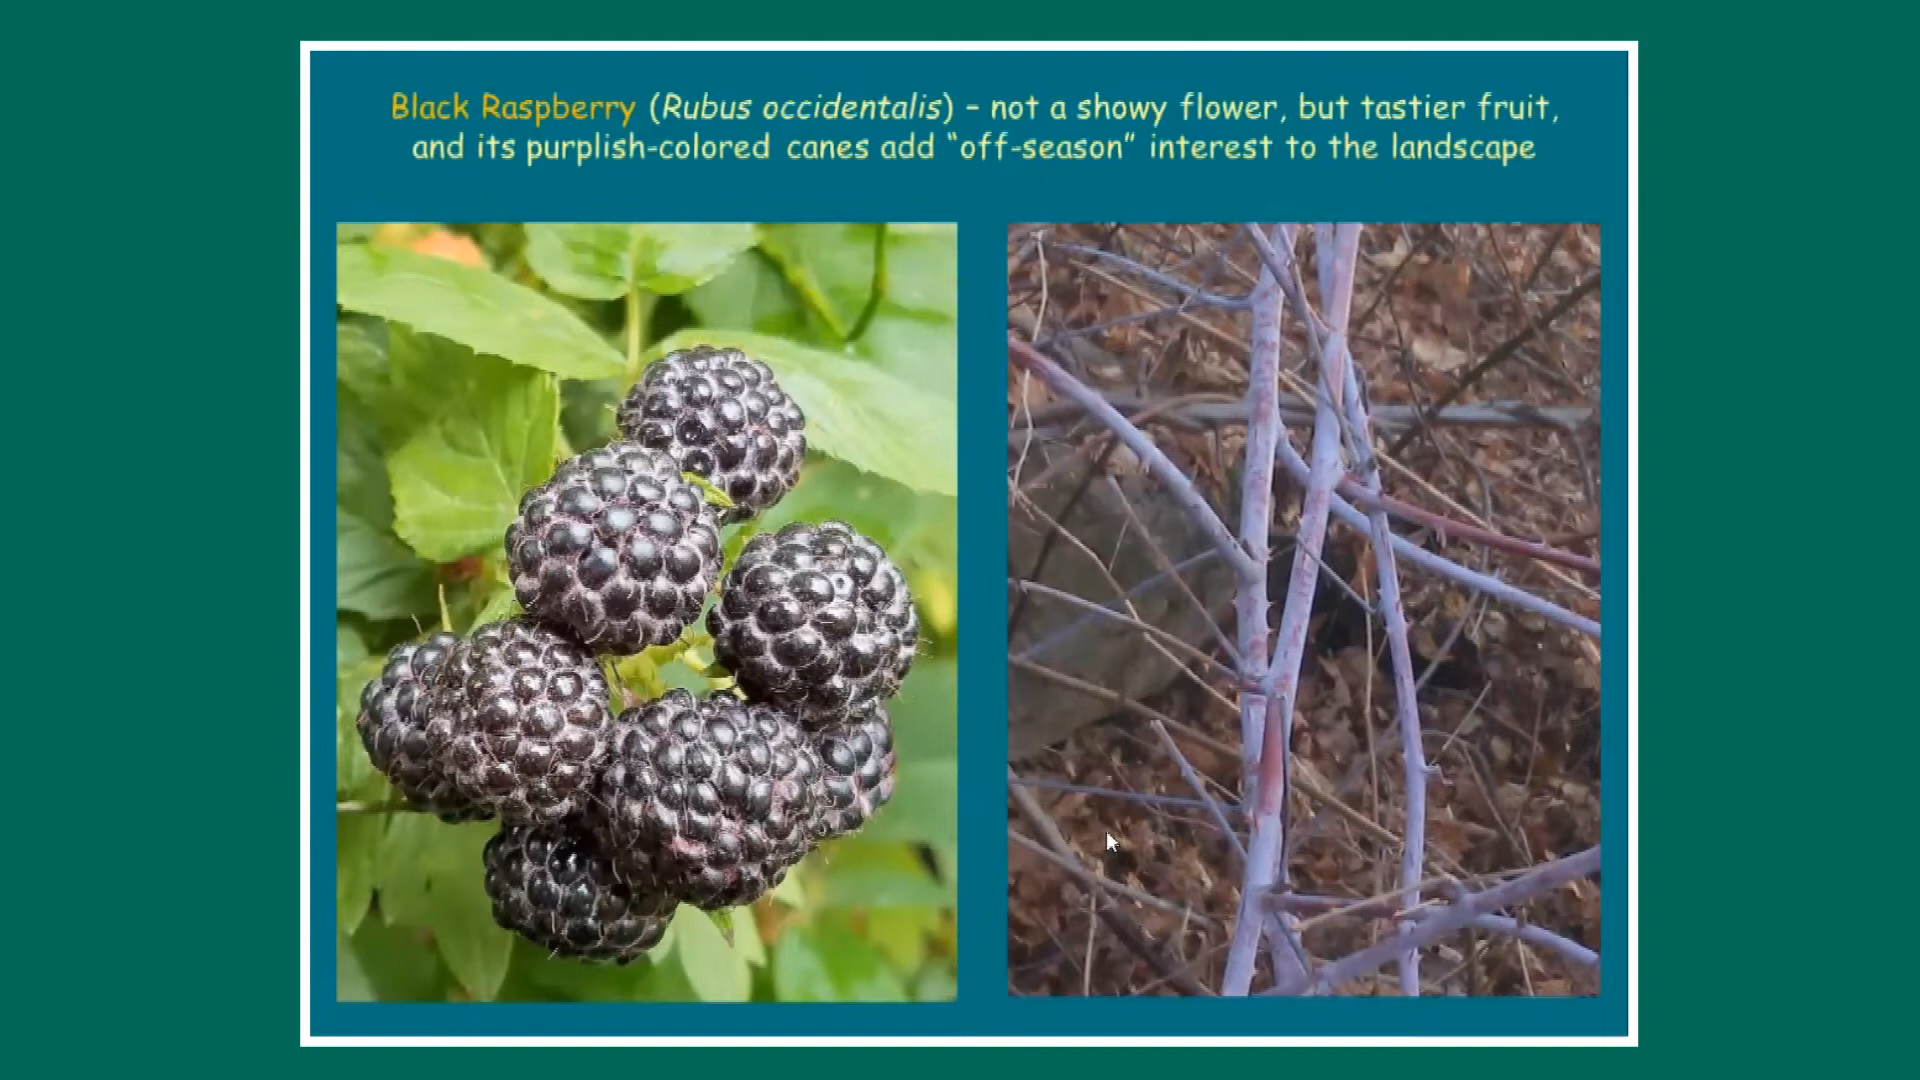 Black Raspberry (Rubus occidentalis) – not a showy flower, but tastier fruit,
and its purplish-colored canes add “off-season” interest to the landscape